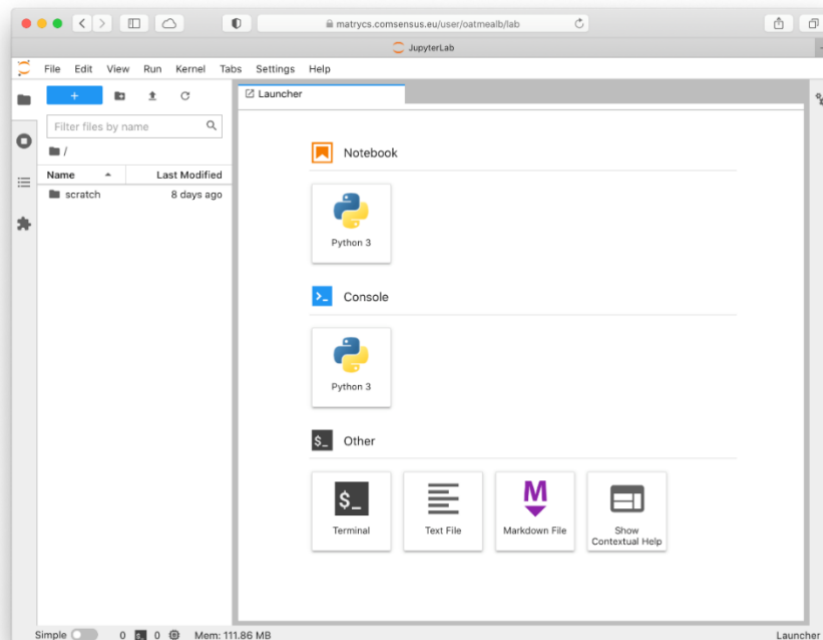 matrycs.comsensus.eu/user/oatmealb/lab
JupyterLab
File Edit View Run Kernel Tabs Settings Help
+
Launcher
Filter files by name
/
Name Last Modified
scratch 8 days ago
Notebook
Python 3
Console
Python 3
$_ Other
$_
Terminal
Text File
M
Markdown File
Show
Contextual Help
Simple 0 $_ 0 Mem: 111.86 MB Launcher